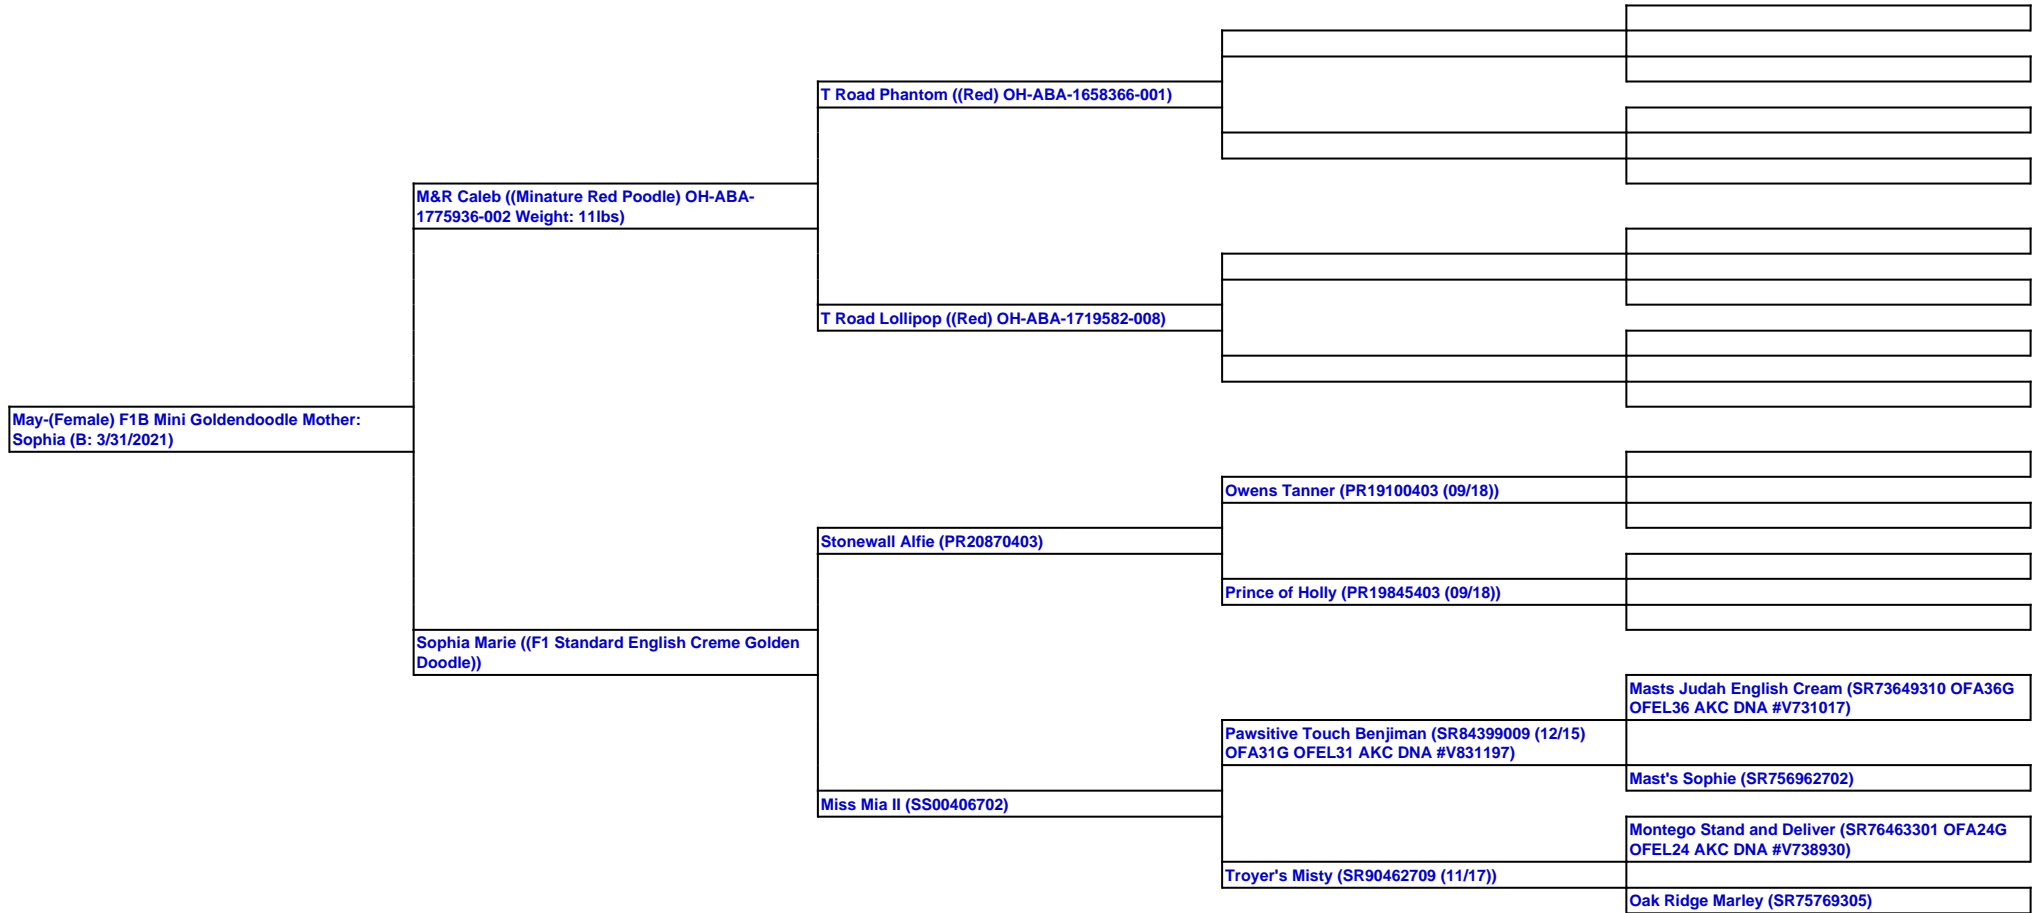 T Road Phantom ((Red) OH-ABA-1658366-001)
M&R Caleb ((Minature Red Poodle) OH-ABA-
1775936-002 Weight: 11lbs)
T Road Lollipop ((Red) OH-ABA-1719582-008)
May-(Female) F1B Mini Goldendoodle Mother:
Sophia (B: 3/31/2021)
Owens Tanner (PR19100403 (09/18))
Stonewall Alfie (PR20870403)
Prince of Holly (PR19845403 (09/18))
Sophia Marie ((F1 Standard English Creme Golden
Doodle))
Masts Judah English Cream (SR73649310 OFA36G
OFEL36 AKC DNA #V731017)
Pawsitive Touch Benjiman (SR84399009 (12/15)
OFA31G OFEL31 AKC DNA #V831197)
Mast's Sophie (SR756962702)
Miss Mia II (SS00406702)
Montego Stand and Deliver (SR76463301 OFA24G
OFEL24 AKC DNA #V738930)
Troyer's Misty (SR90462709 (11/17))
Oak Ridge Marley (SR75769305)